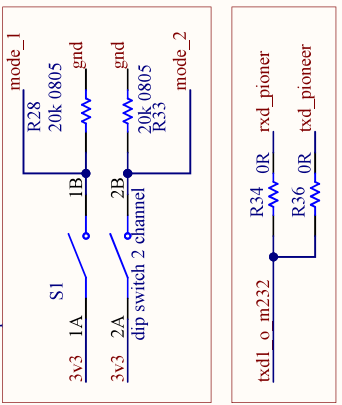 mode_1
gnd
gnd
mode_2
R28
20k 0805
20k 0805
R33
1B
2B
S1
dip switch 2 channel
1A
2A
3v3
3v3
rxd_pioner
txd_pioneer
R34 0R
R36 0R
txd1_o_m232